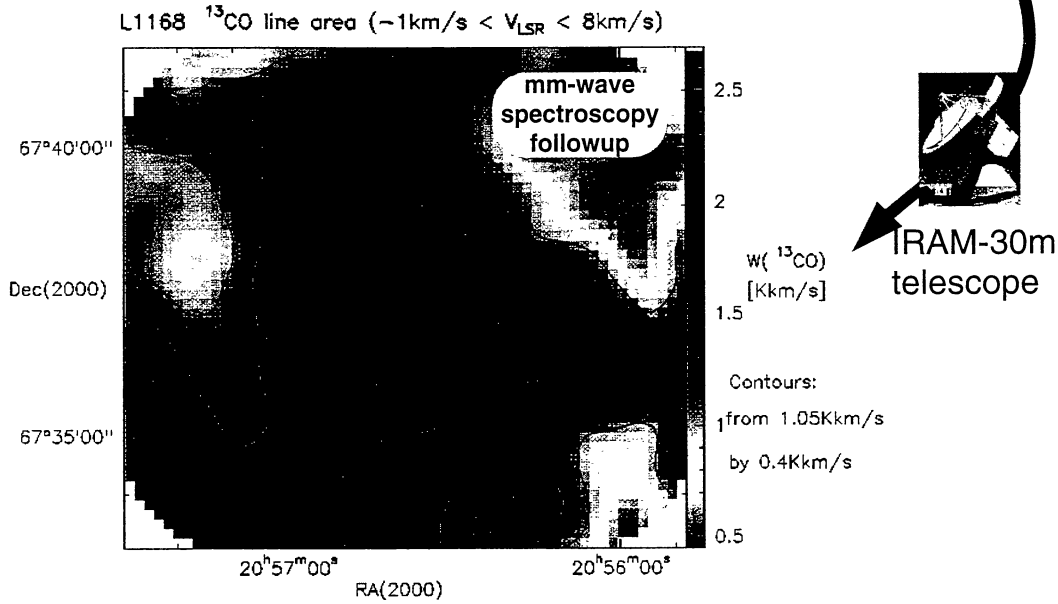 L1168 ¹³CO line area (−1km/s < V_LSR < 8km/s)
mm-wave
spectroscopy
followup
2.5
67°40'00"
2
W( ¹³CO)
[Kkm/s]
IRAM-30m
telescope
Dec(2000)
1.5
Contours:
1
from 1.05Kkm/s
67°35'00"
by 0.4Kkm/s
0.5
20ʰ57ᵐ00ˢ
20ʰ56ᵐ00ˢ
RA(2000)